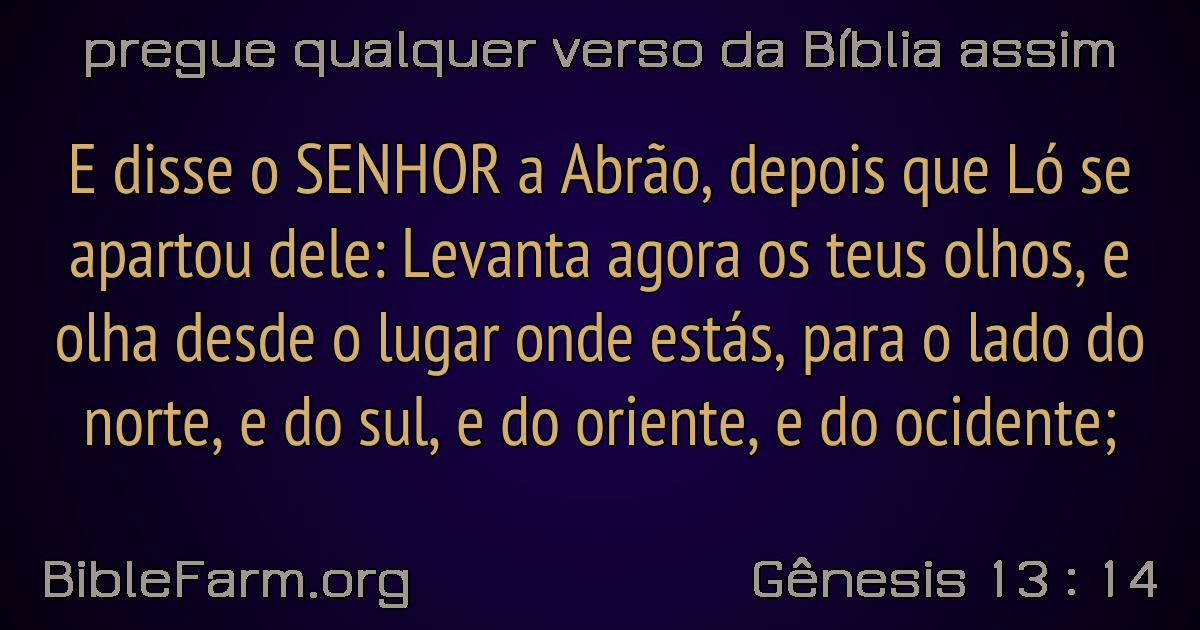 pregue qualquer verso da Bíblia assim
E disse o SENHOR a Abrão, depois que Ló se
apartou dele: Levanta agora os teus olhos, e
olha desde o lugar onde estás, para o lado do
norte, e do sul, e do oriente, e do ocidente;
BibleFarm.org
Gênesis 13 : 14